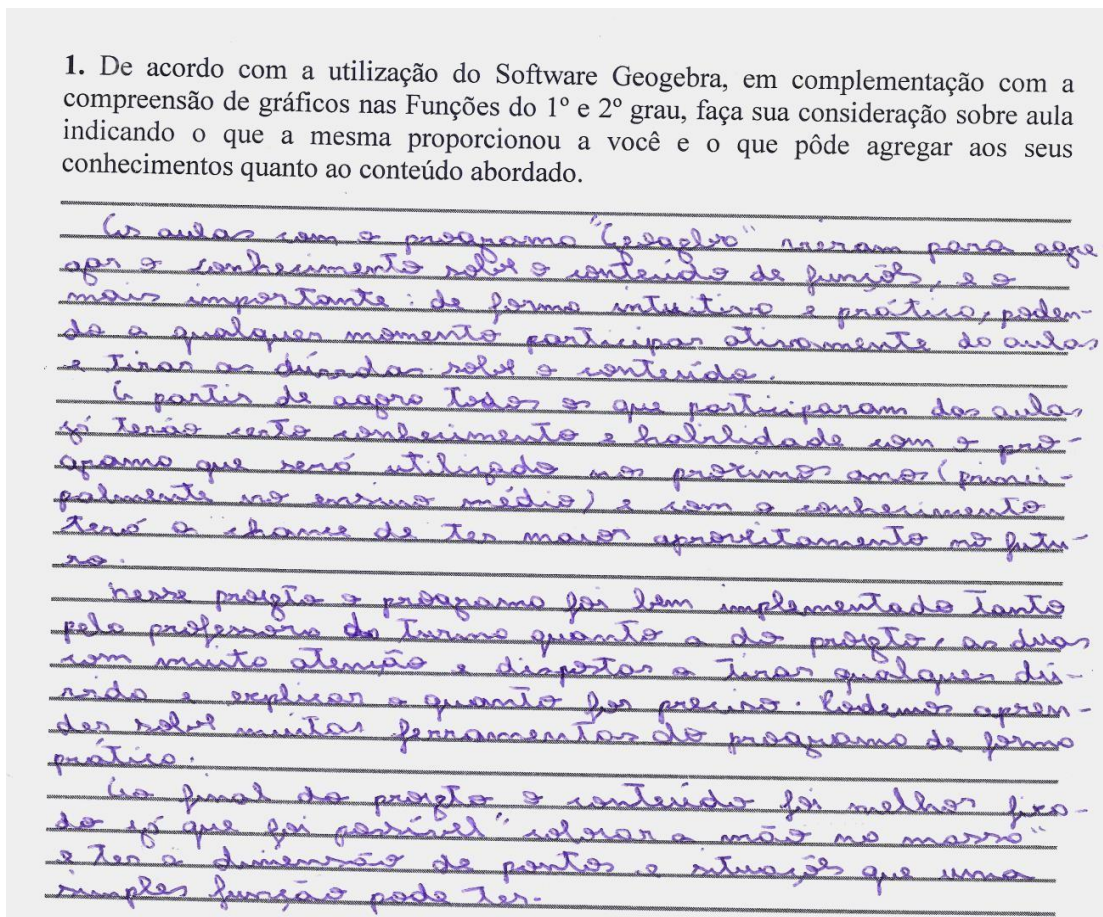 1. De acordo com a utilização do Software Geogebra, em complementação com a
compreensão de gráficos nas Funções do 1º e 2º grau, faça sua consideração sobre aula
indicando o que a mesma proporcionou a você e o que pôde agregar aos seus
conhecimentos quanto ao conteúdo abordado.
As aulas com o programa "Geogebra" vieram para agre
gar o conhecimento sobre o conteúdo de funções, e o
mais importante: de forma intuitiva e prática, poden-
do a qualquer momento participar ativamente da aulas
e tirar as dúvidas sobre o conteúdo.
A partir de agora todos os que participaram das aulas
já terão certo conhecimento e habilidade com o pro-
grama que será utilizado nos próximos anos (princi-
palmente no ensino médio) e com o conhecimento
terá a chance de ter maior aproveitamento no futu-
ro.
Nesse projeto o programa foi bem implementado tanto
pela professora da turma quanto a do projeto, as duas
com muita atenção e dispostas a tirar qualquer dú-
vida e explicar o quanto for preciso. Podemos apren-
der sobre muitas ferramentas do programa de forma
prática.
Ao final do projeto o conteúdo foi melhor fixa-
do já que foi possível "colocar a mão na massa"
e ter a dimensão de pontos e situações que uma
simples função pode ter.